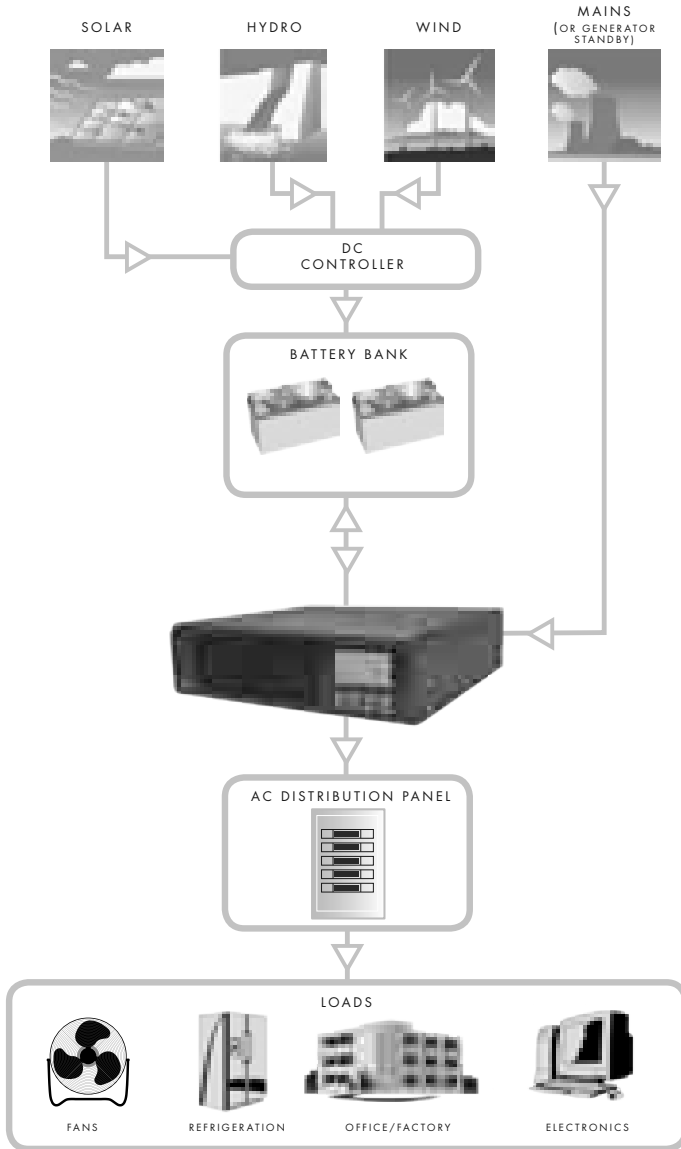 SOLAR
HYDRO
WIND
MAINS
(OR GENERATOR
STANDBY)
DC
CONTROLLER
BATTERY BANK
AC DISTRIBUTION PANEL
LOADS
FANS
REFRIGERATION
OFFICE/FACTORY
ELECTRONICS